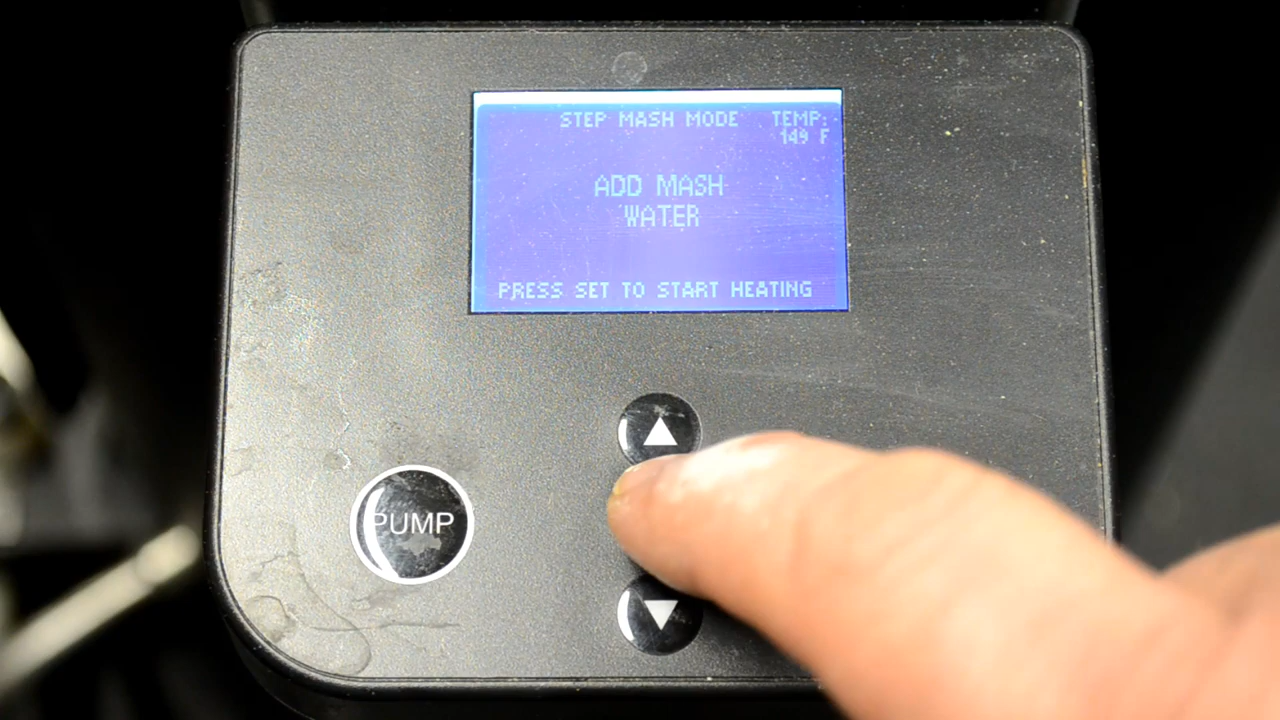 STEP MASH MODE
TEMP:
149 F
ADD MASH
WATER
PRESS SET TO START HEATING
PUMP